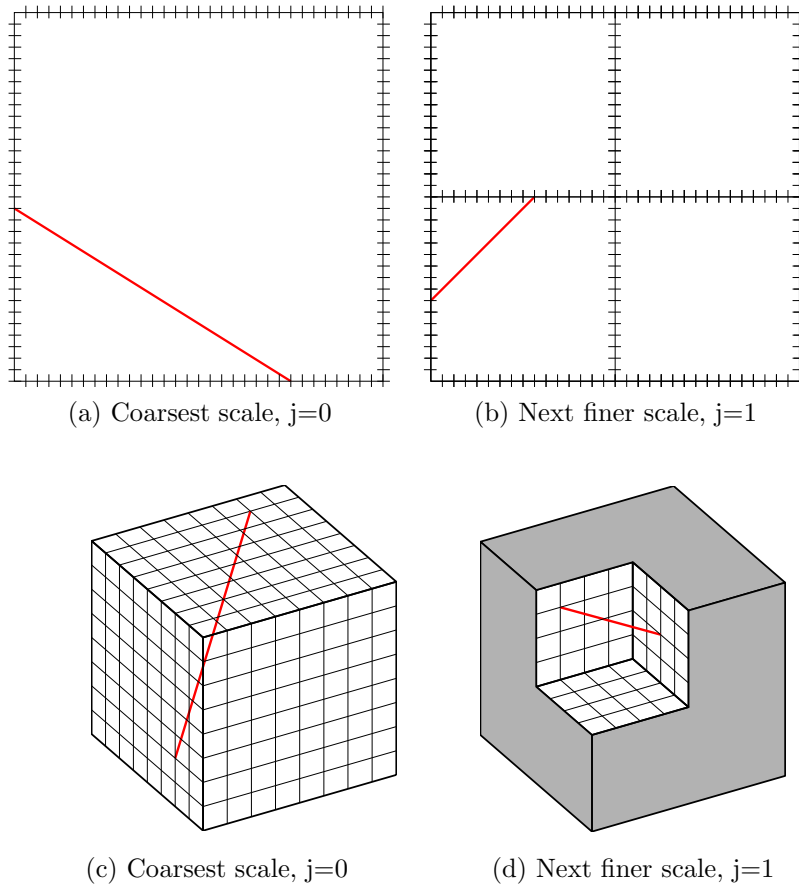 (a) Coarsest scale, j=0
(b) Next finer scale, j=1
(c) Coarsest scale, j=0
(d) Next finer scale, j=1